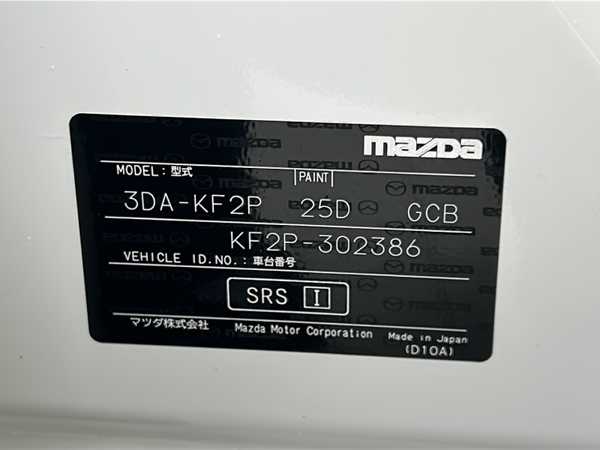 mazDa
MODEL: 型式 PAINT
3DA-KF2P 25D GCB
KF2P-302386
VEHICLE ID.NO.: 車台番号
SRS I
マツダ株式会社 Mazda Motor Corporation Made in Japan
(D10A)